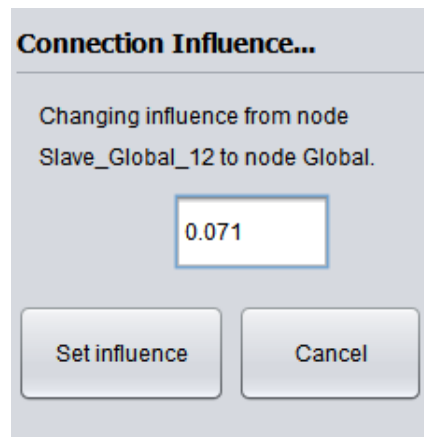 Connection Influence...
Changing influence from node
Slave_Global_12 to node Global.
0.071
Set influence
Cancel